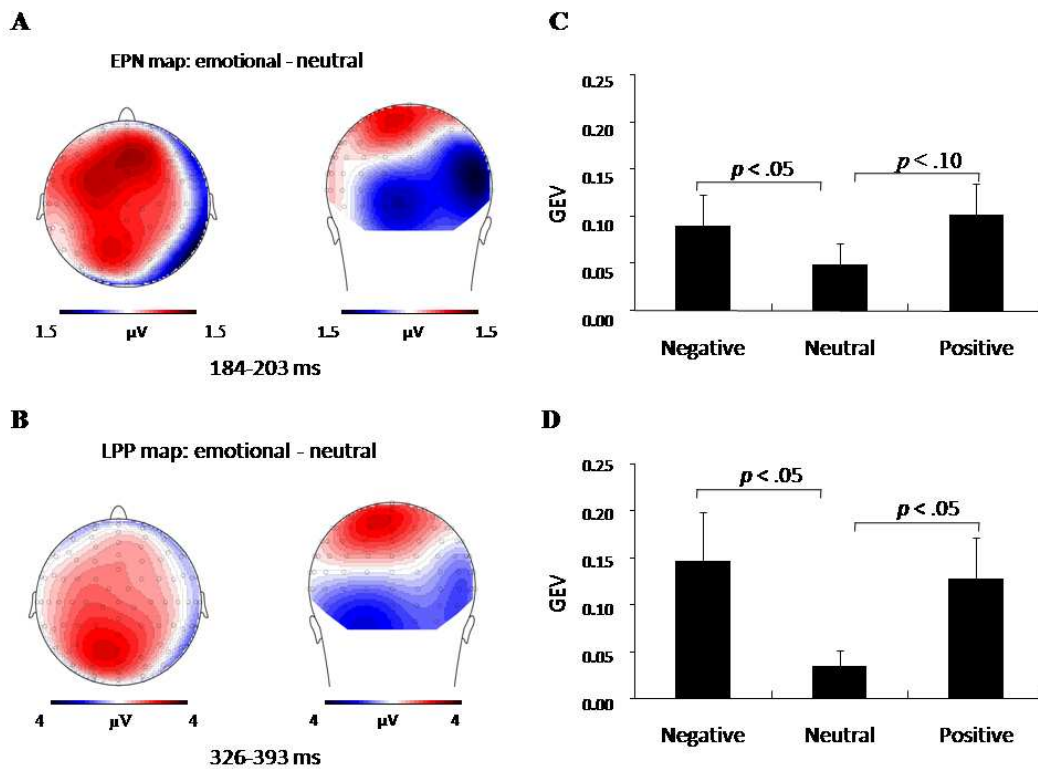 A
EPN map: emotional - neutral
1.5 µV 1.5
1.5 µV 1.5
184-203 ms
B
LPP map: emotional - neutral
4 µV 4
4 µV 4
326-393 ms
C
0.25
0.20
0.15
0.10
0.05
0.00
GEV
p < .05
p < .10
Negative Neutral Positive
D
0.25
0.20
0.15
0.10
0.05
0.00
GEV
p < .05
p < .05
Negative Neutral Positive